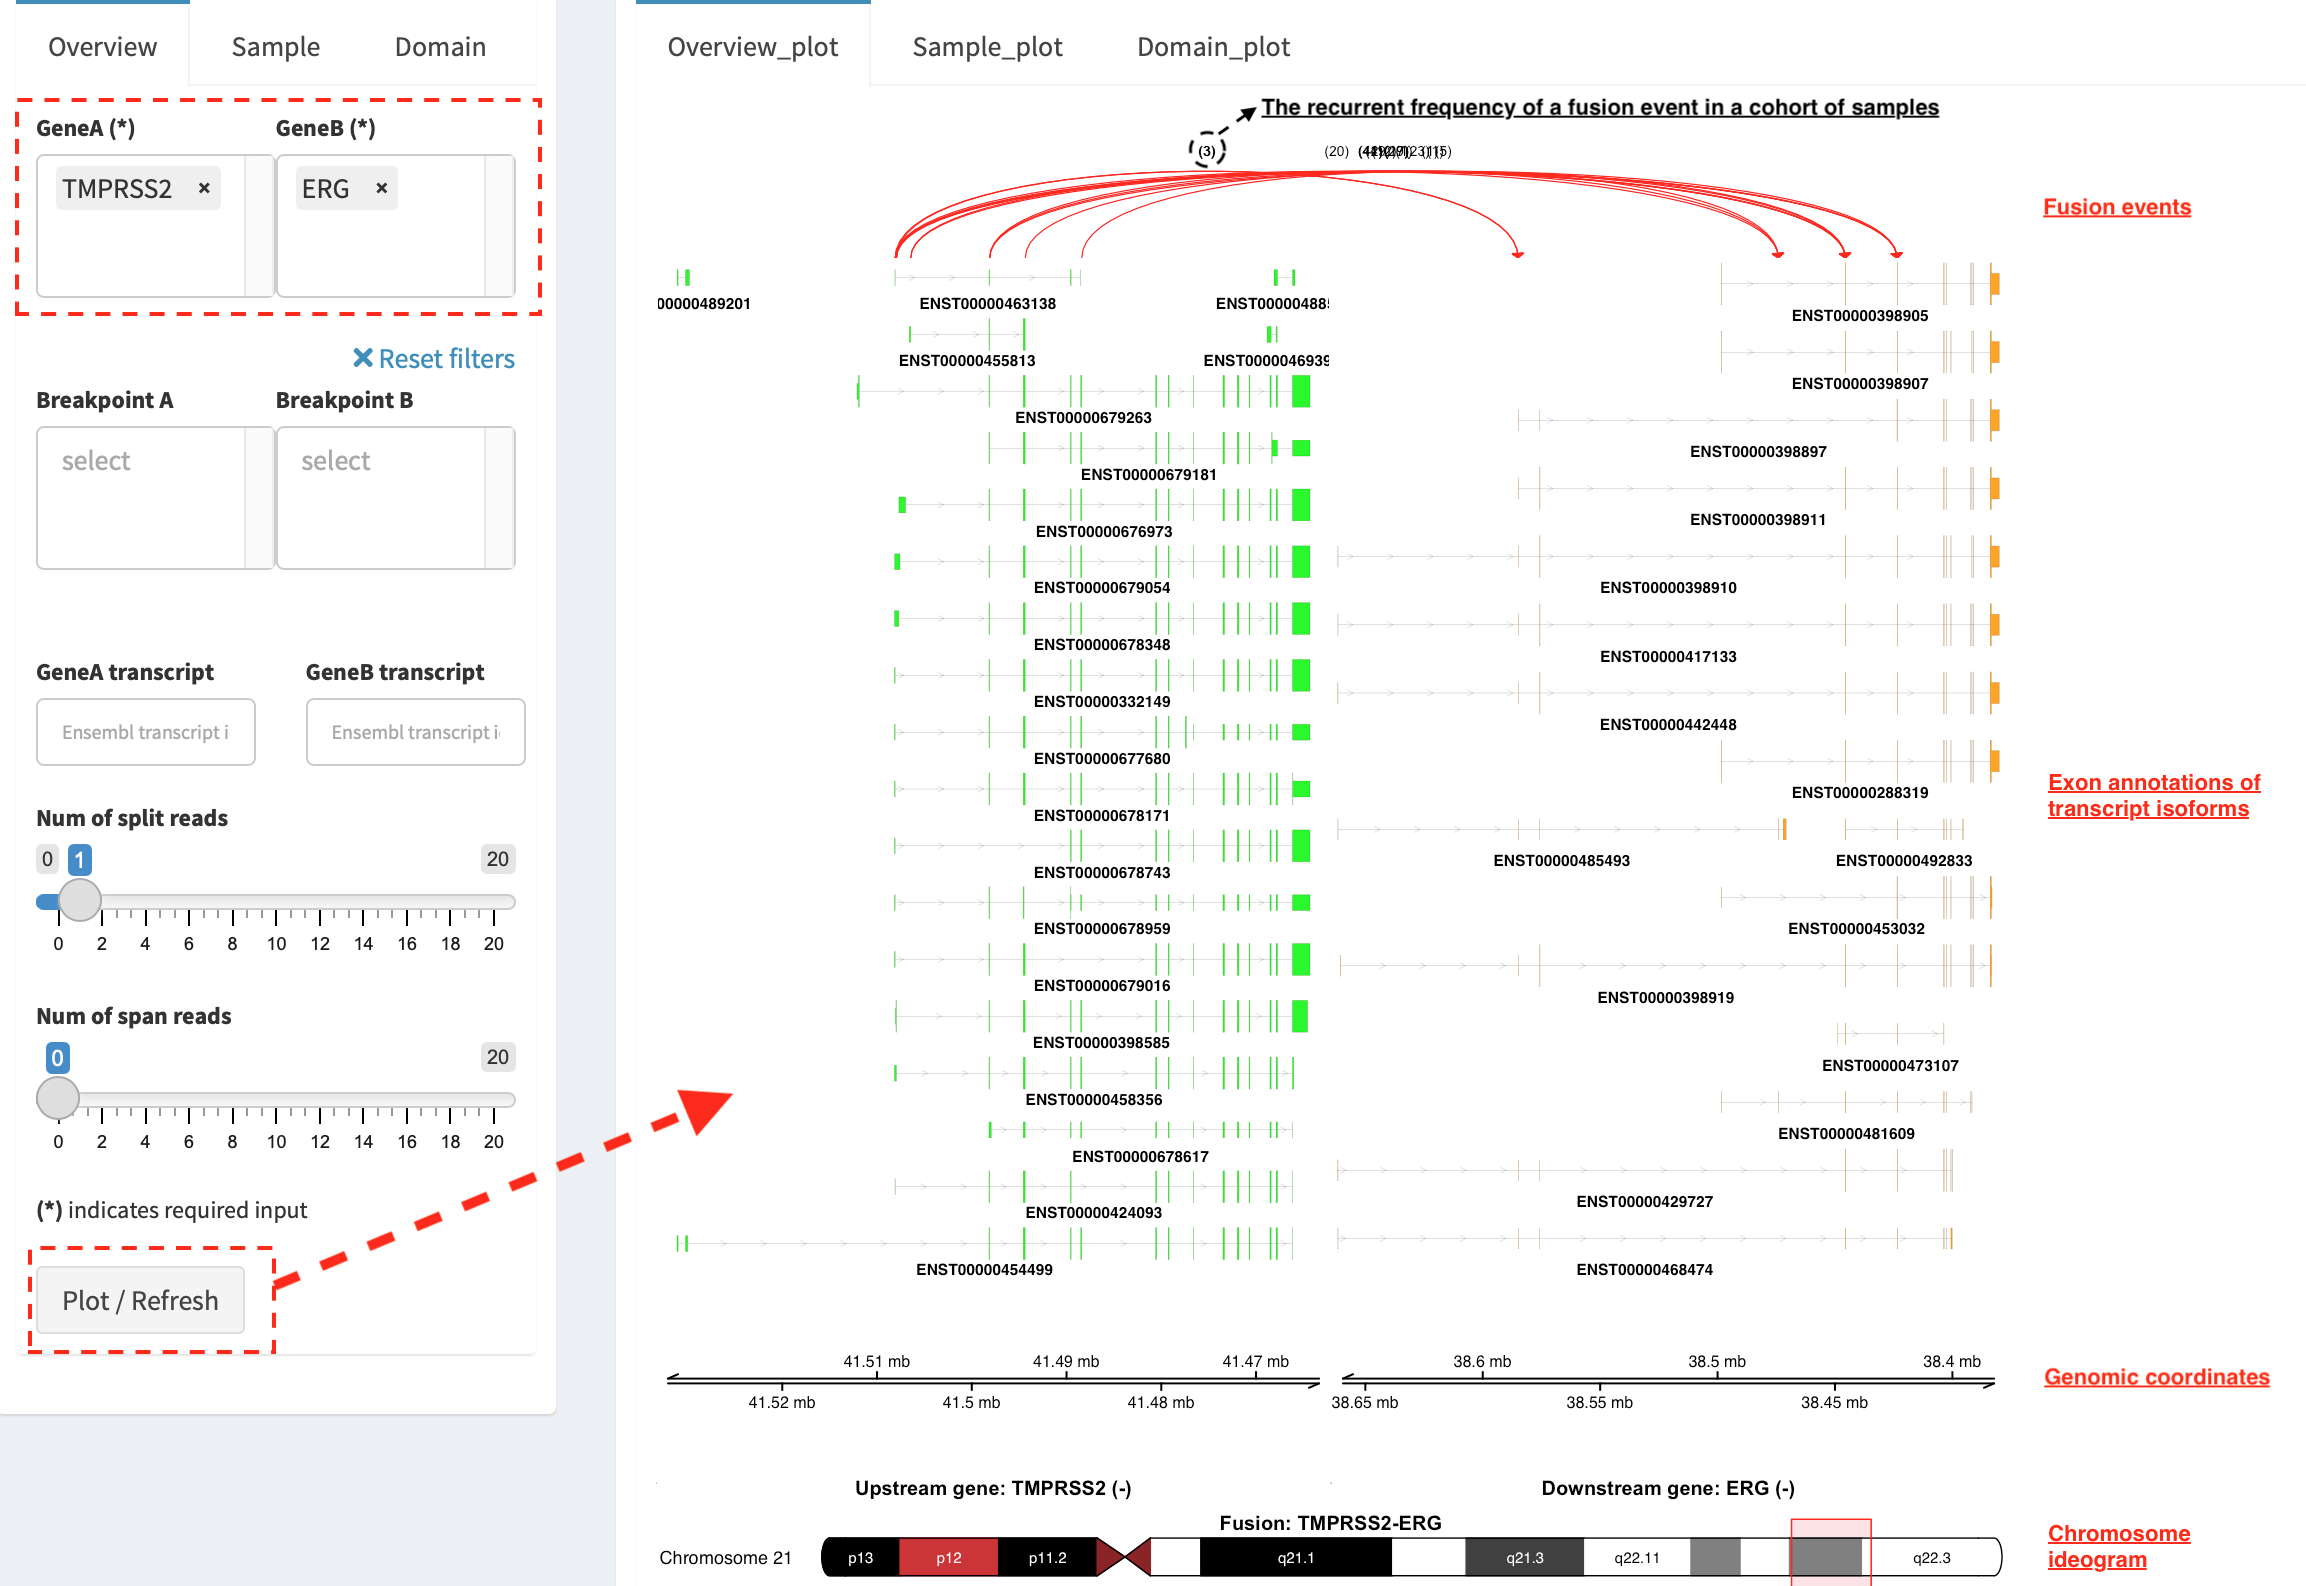 Overview Sample Domain
GeneA (*) GeneB (*)
TMPRSS2 × ERG ×
Reset filters
Breakpoint A Breakpoint B
select select
GeneA transcript GeneB transcript
Ensembl transcript i Ensembl transcript i
Num of split reads
0 1 20
0 2 4 6 8 10 12 14 16 18 20
Num of span reads
0 20
0 2 4 6 8 10 12 14 16 18 20
(*) indicates required input
Plot / Refresh
Overview_plot Sample_plot Domain_plot
The recurrent frequency of a fusion event in a cohort of samples
(3) (20)
Fusion events
00000489201 ENST00000463138 ENST0000048 ENST00000398905
ENST00000455813 ENST0000046939 ENST00000398907
ENST00000679263 ENST00000398897
ENST00000679181 ENST00000398911
ENST00000676973
ENST00000679054 ENST00000398910
ENST00000678348 ENST00000417133
ENST00000332149 ENST00000442448
ENST00000677680 ENST00000288319
ENST00000678171
ENST00000678743 ENST00000485493 ENST00000492833
ENST00000678959 ENST00000453032
ENST00000679016 ENST00000398919
ENST00000398585 ENST00000473107
ENST00000458356 ENST00000481609
ENST00000678617
ENST00000424093 ENST00000429727
ENST00000454499 ENST00000468474
Exon annotations of
transcript isoforms
41.51 mb 41.49 mb 41.47 mb 38.6 mb 38.5 mb 38.4 mb
Genomic coordinates
41.52 mb 41.5 mb 41.48 mb 38.65 mb 38.55 mb 38.45 mb
Upstream gene: TMPRSS2 (-) Downstream gene: ERG (-)
Fusion: TMPRSS2-ERG
Chromosome 21 p13 p12 p11.2 q21.1 q21.3 q22.11 q22.3
Chromosome
ideogram